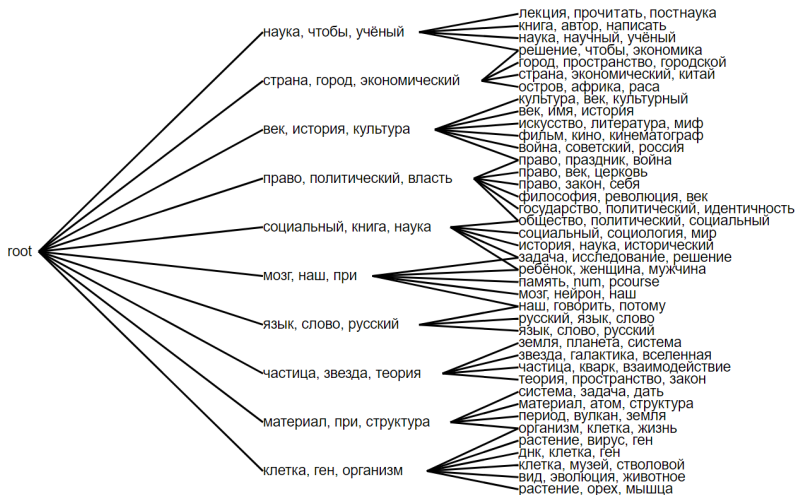 root
наука, чтобы, учёный
страна, город, экономический
век, история, культура
право, политический, власть
социальный, книга, наука
мозг, наш, при
язык, слово, русский
частица, звезда, теория
материал, при, структура
клетка, ген, организм
лекция, прочитать, постнаука
книга, автор, написать
наука, научный, учёный
решение, чтобы, экономика
город, пространство, городской
страна, экономический, китай
остров, африка, раса
культура, век, культурный
век, имя, история
искусство, литература, миф
фильм, кино, кинематограф
война, советский, россия
право, праздник, война
право, век, церковь
право, закон, себя
философия, революция, век
государство, политический, идентичность
общество, политический, социальный
социальный, социология, мир
история, наука, исторический
задача, исследование, решение
ребёнок, женщина, мужчина
память, num, pcourse
мозг, нейрон, наш
наш, говорить, потому
русский, язык, слово
язык, слово, русский
земля, планета, система
звезда, галактика, вселенная
частица, кварк, взаимодействие
теория, пространство, закон
система, задача, дать
материал, атом, структура
период, вулкан, земля
организм, клетка, жизнь
растение, вирус, ген
днк, клетка, ген
клетка, музей, стволовой
вид, эволюция, животное
растение, орех, мышца